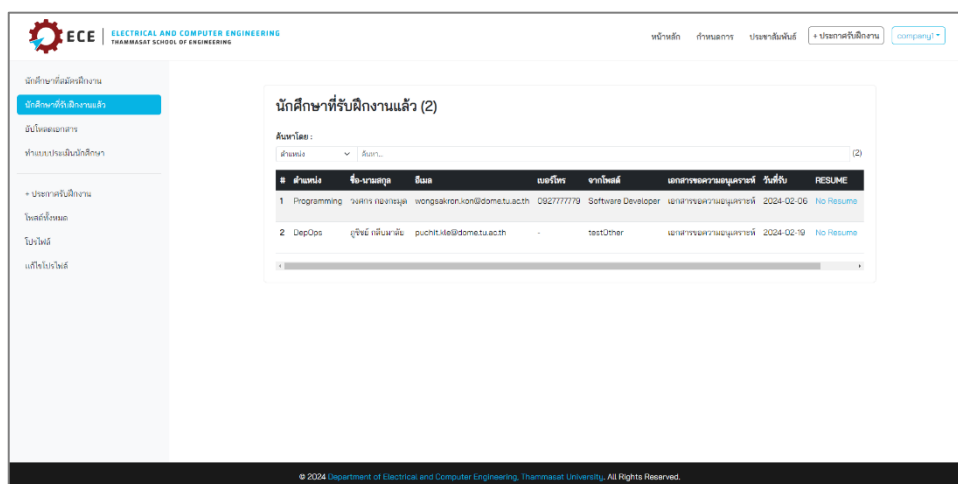 ECE ELECTRICAL AND COMPUTER ENGINEERING
THAMMASAT SCHOOL OF ENGINEERING
หน้าหลัก กำหนดการ ประชาสัมพันธ์ + ประกาศรับฝึกงาน company1
นักศึกษาที่สมัครฝึกงาน
นักศึกษาที่รับฝึกงานแล้ว
อัปโหลดเอกสาร
ทำแบบประเมินนักศึกษา
+ ประกาศรับฝึกงาน
โพสต์ทั้งหมด
โปรไฟล์
แก้ไขโปรไฟล์
นักศึกษาที่รับฝึกงานแล้ว (2)
ค้นหาโดย :
ตำแหน่ง ค้นหา... (2)
# ตำแหน่ง ชื่อ-นามสกุล อีเมล เบอร์โทร จากโพสต์ เอกสารขอความอนุเคราะห์ วันที่รับ RESUME
1 Programming วงศกร wongsakron.kon@dome.tu.ac.th 0927777779 Software Developer เอกสารขอความอนุเคราะห์ 2024-02-06 No Resume
2 DepOps ภูชิชย์ puchit.kle@dome.tu.ac.th - testOther เอกสารขอความอนุเคราะห์ 2024-02-19 No Resume
© 2024 Department of Electrical and Computer Engineering, Thammasat University. All Rights Reserved.